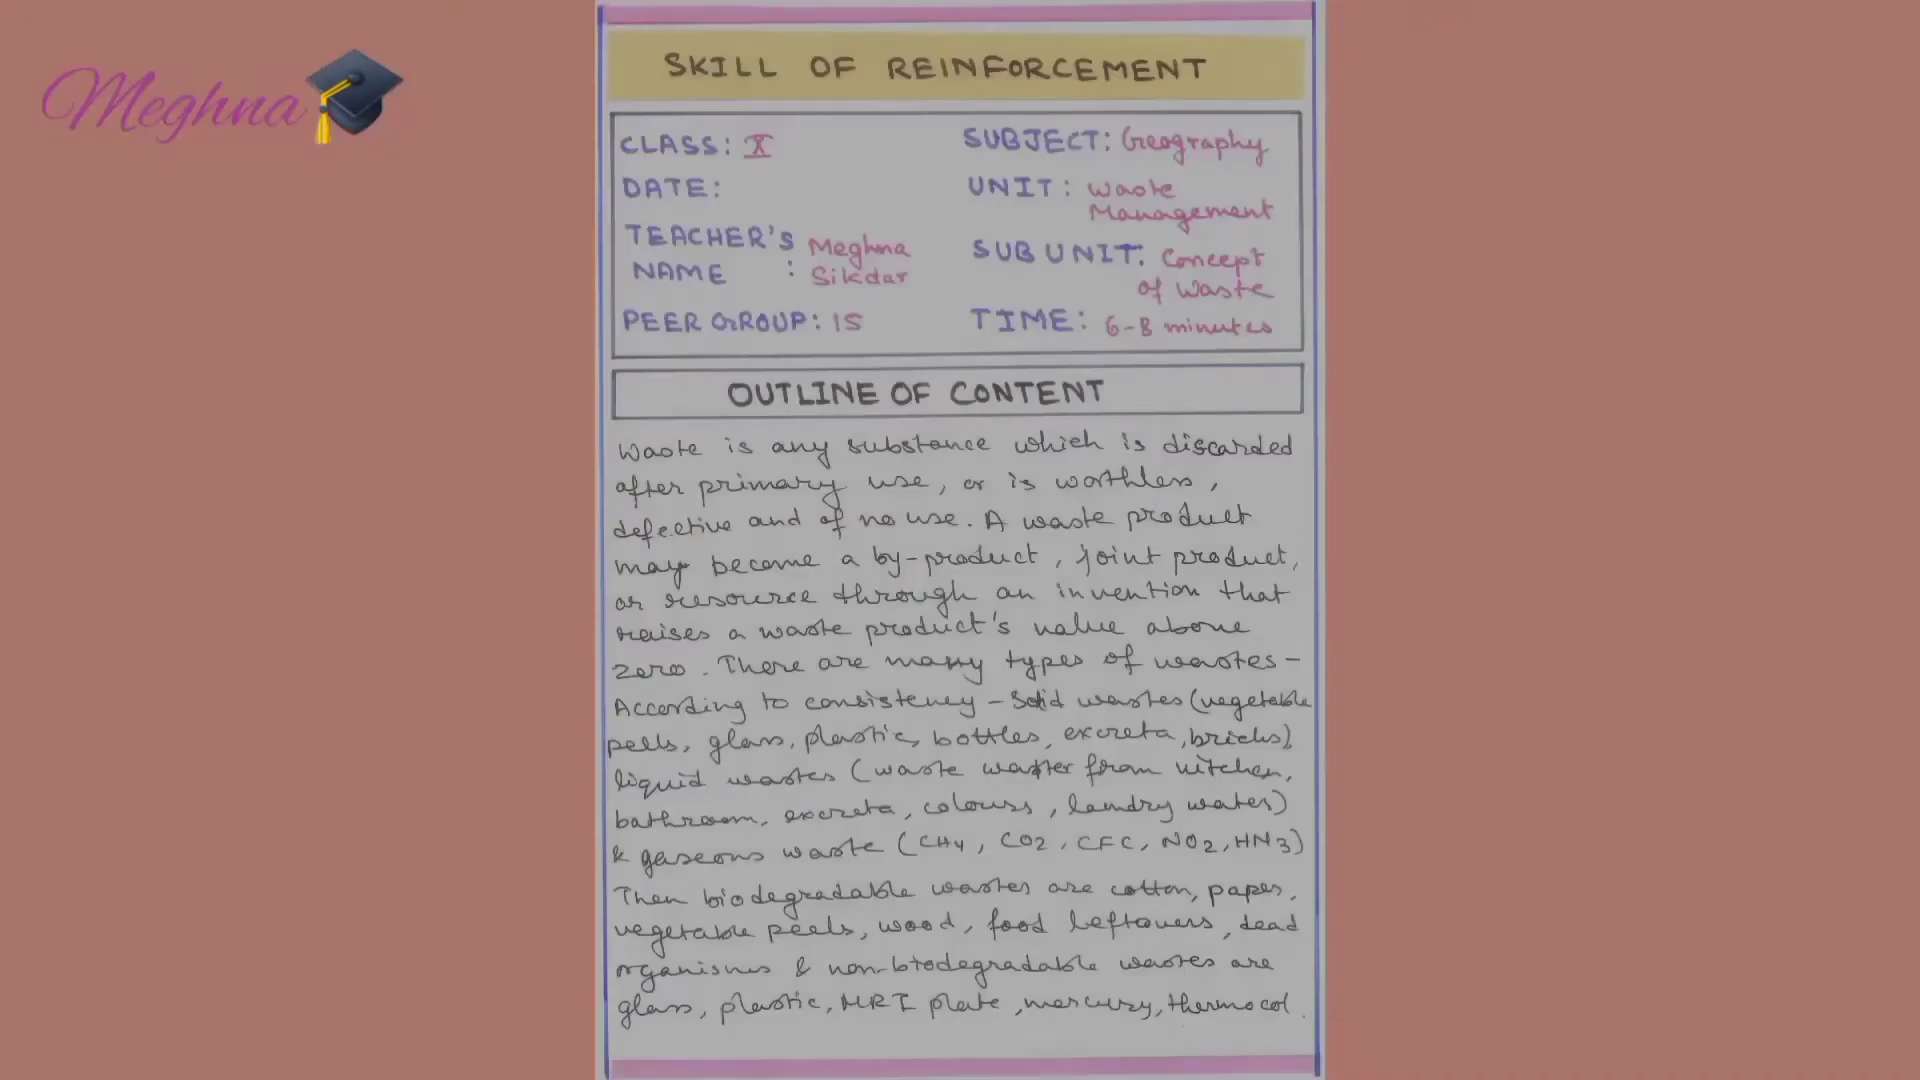 Meghna
SKILL OF REINFORCEMENT
CLASS: X
SUBJECT: Geography
DATE:
UNIT: Waste
Management
TEACHER'S
NAME : Meghna
Sikdar
SUB UNIT: Concept
of Waste
PEER GROUP: 15
TIME: 6-8 minutes
OUTLINE OF CONTENT
Waste is any substance which is discarded
after primary use, or is worthless,
defective and of no use. A waste product
may become a by-product, joint product,
or resource through an invention that
raises a waste product's value above
zero. There are many types of wastes-
According to consistency - Solid wastes (vegetable
peels, glass, plastic, bottles, excreta, bricks),
liquid wastes (waste water from kitchen,
bathroom, excreta, colours, laundry water)
& gaseous waste (CH4, CO2, CFC, NO2, HN3)
Then biodegradable wastes are cotton, paper,
vegetable peels, wood, food leftovers, dead
organisms & non-biodegradable wastes are
glass, plastic, MRI plate, mercury, thermocol.